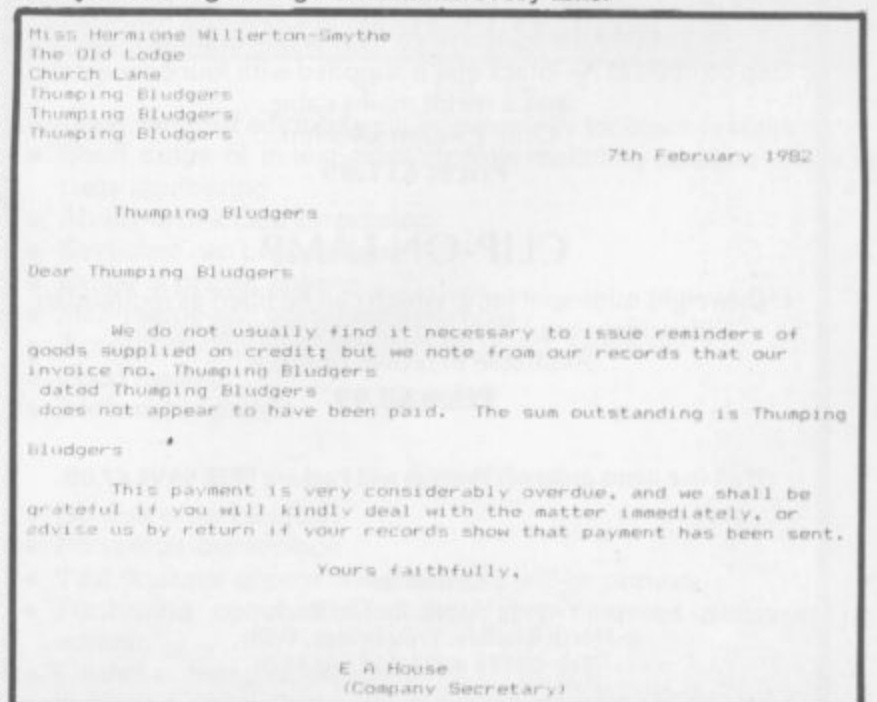 Miss Hermione Willerton-Smythe
The Old Lodge
Church Lane
Thumping Bludgers
Thumping Bludgers
Thumping Bludgers
7th February 1982
Thumping Bludgers
Dear Thumping Bludgers
We do not usually find it necessary to issue reminders of
goods supplied on credit; but we note from our records that our
invoice no. Thumping Bludgers
dated Thumping Bludgers
does not appear to have been paid. The sum outstanding is Thumping
Bludgers
This payment is very considerably overdue, and we shall be
grateful if you will kindly deal with the matter immediately, or
advise us by return if your records show that payment has been sent.
Yours faithfully,
E A House
(Company Secretary)